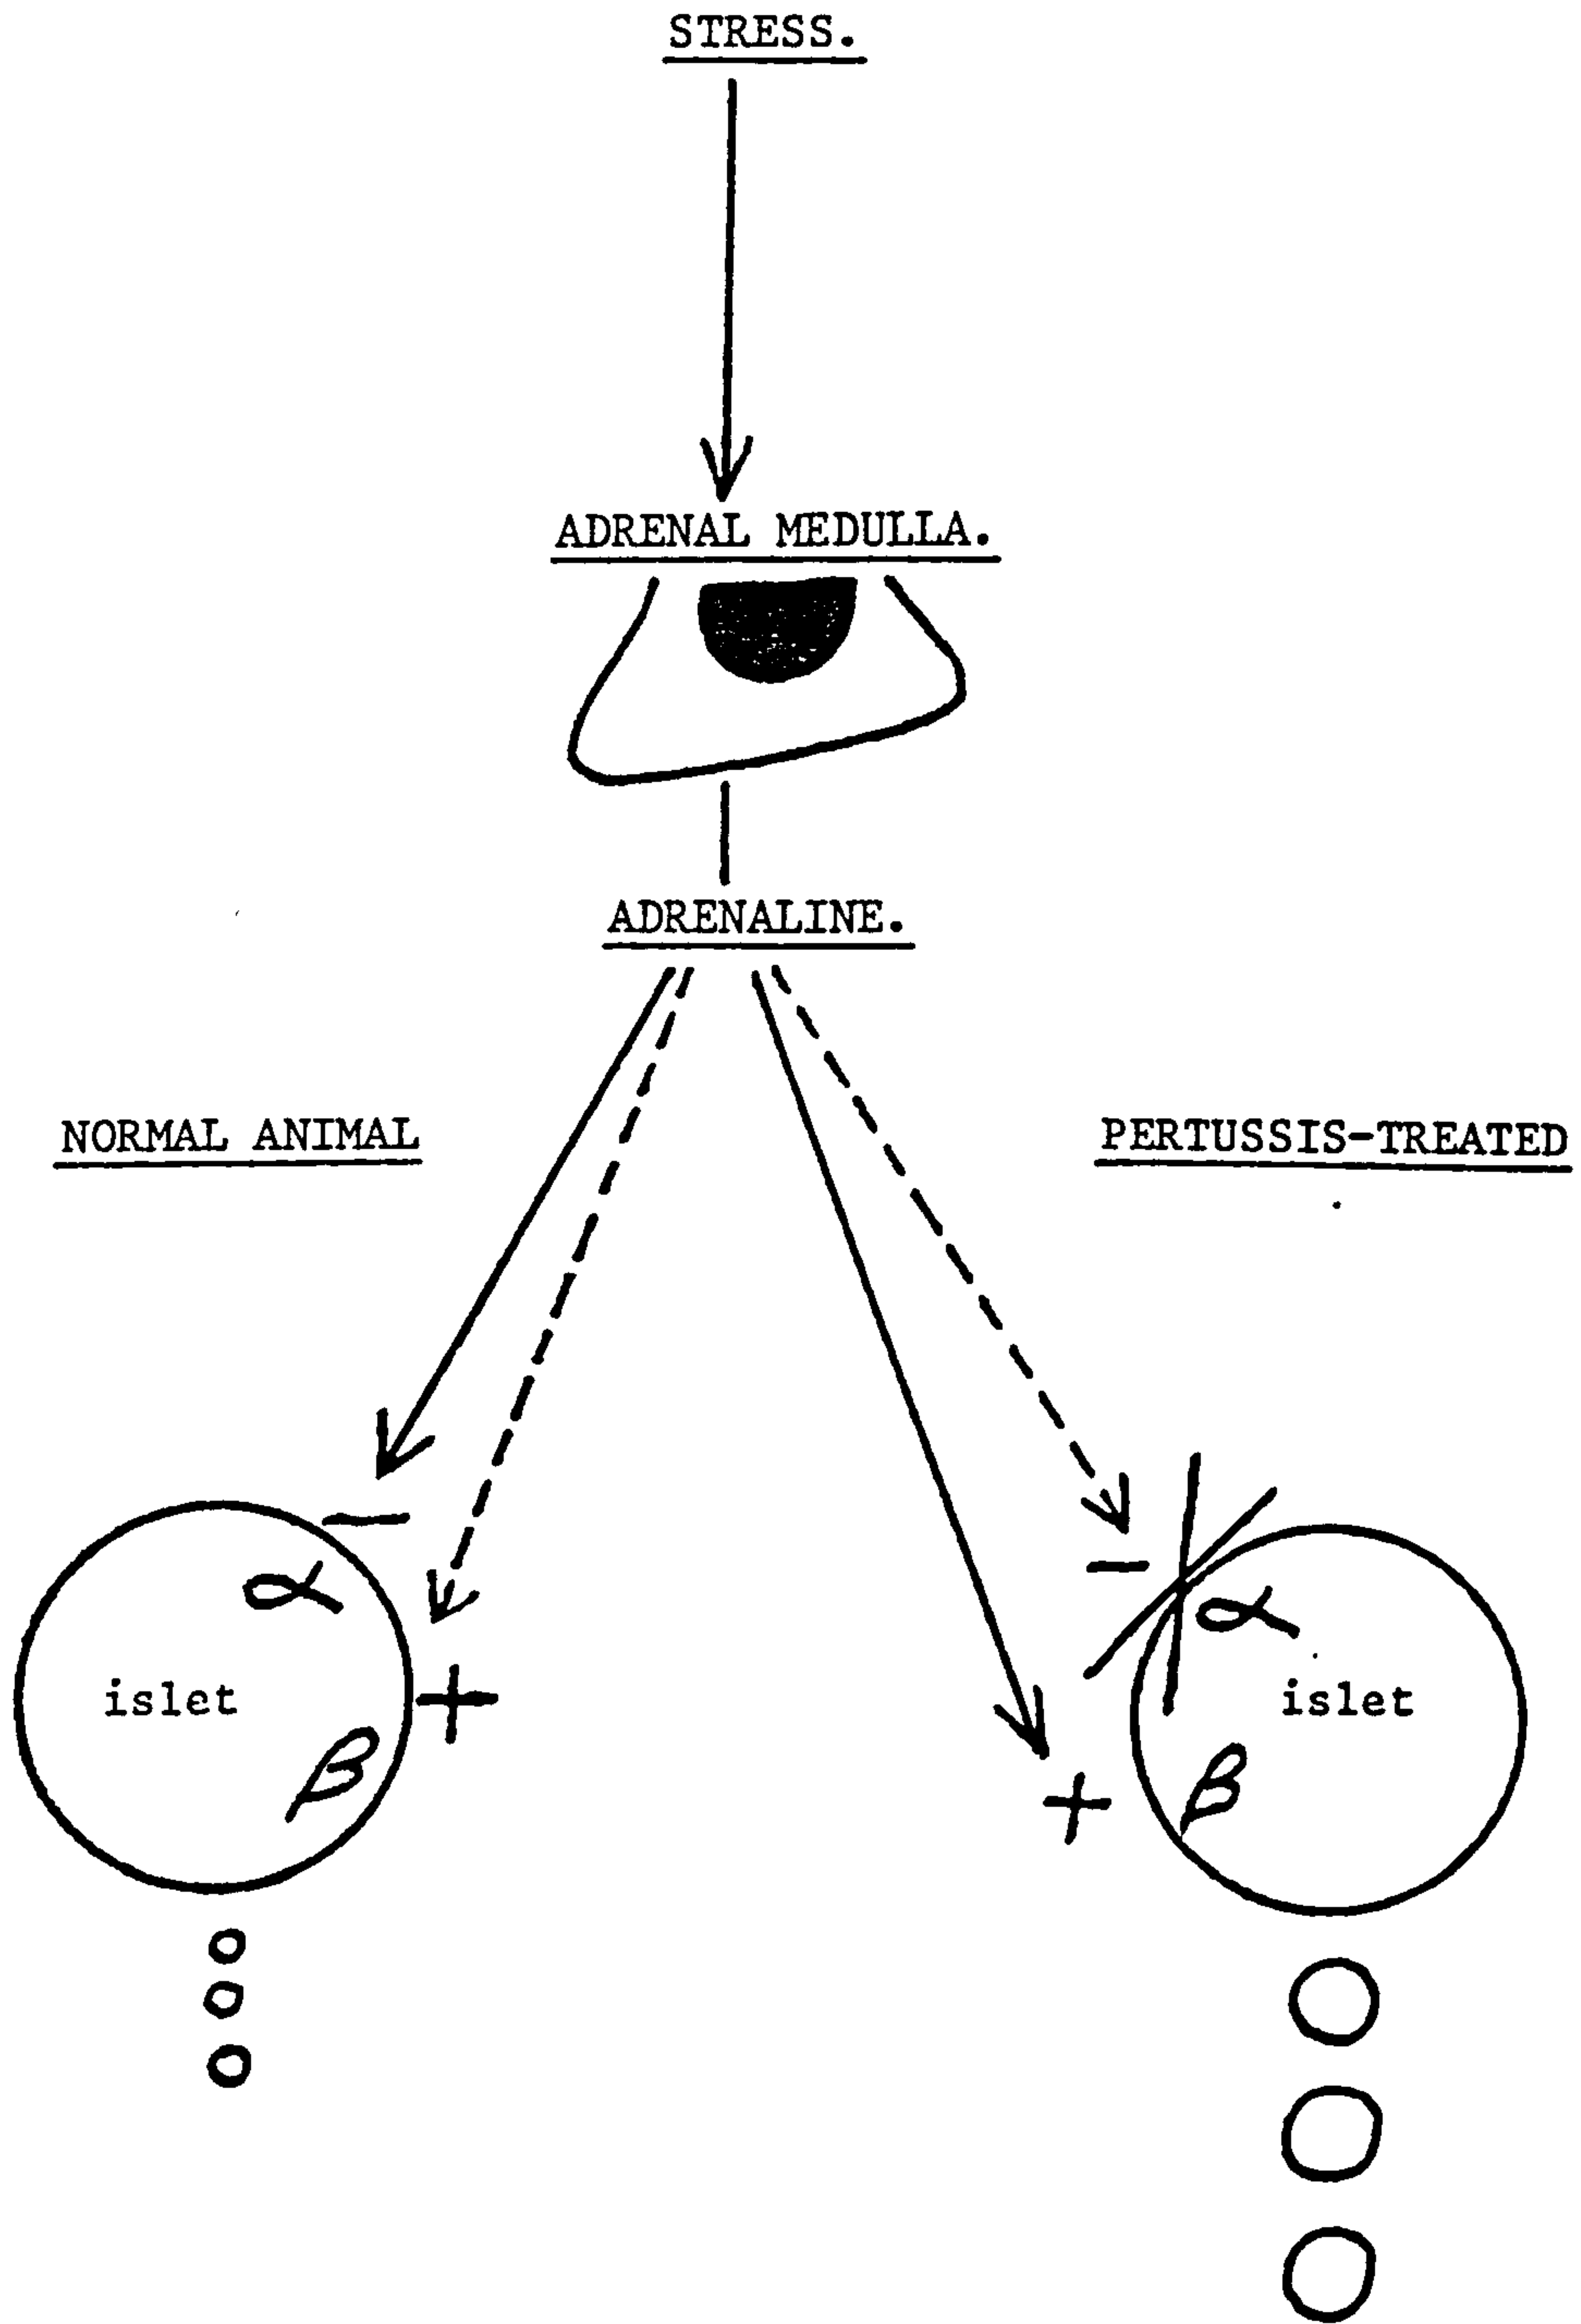 STRESS.
ADRENAL MEDULLA.
ADRENALINE.
NORMAL ANIMAL
PERTUSSIS-TREATED
−
α
islet
+
β
−
α
islet
+
β